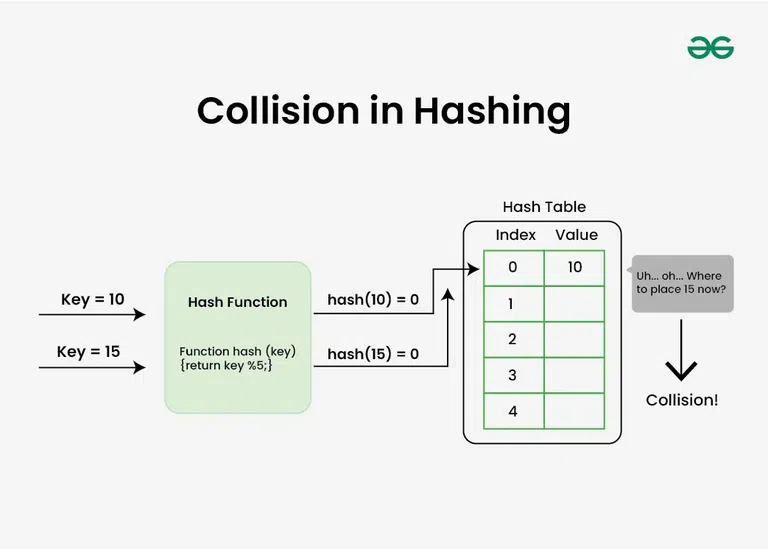 Collision in Hashing
Hash Table
Index Value
0 10
1
2
3
4
Key = 10
Key = 15
Hash Function
Function hash (key)
{return key %5;}
hash(10) = 0
hash(15) = 0
Uh... oh... Where
to place 15 now?
Collision!